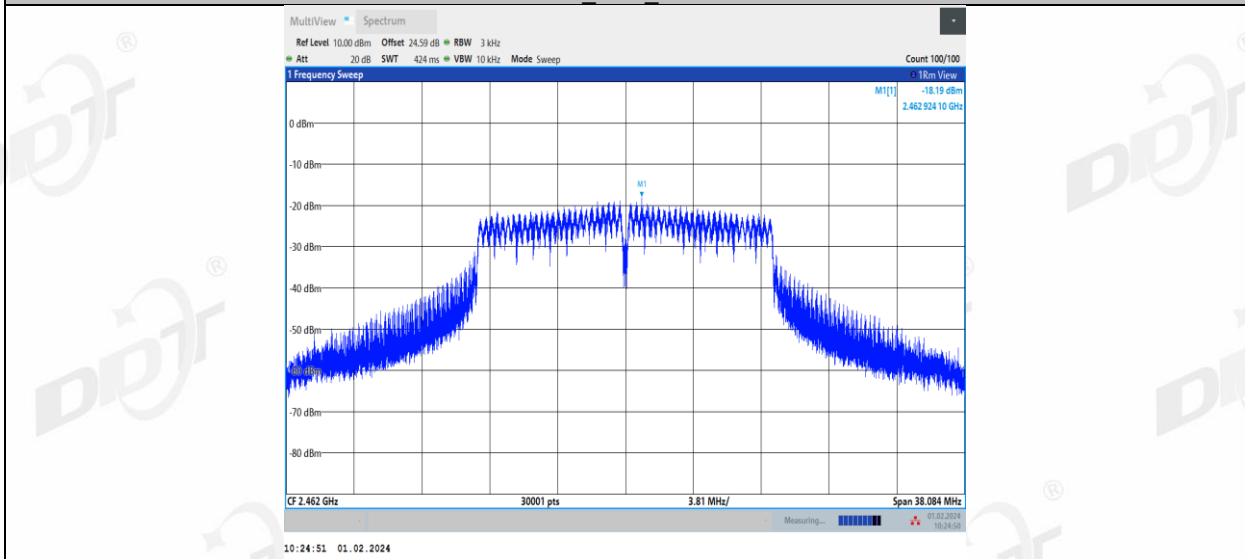 MultiView Spectrum
Ref Level 10.00 dBm Offset 24.59 dB RBW 3 kHz
Att 20 dB SWT 424 ms VBW 10 kHz Mode Sweep Count 100/100
1 Frequency Sweep 1Rm View
M1[1] -18.19 dBm
2.462 924 10 GHz
0 dBm
-10 dBm
M1
-20 dBm
-30 dBm
-40 dBm
-50 dBm
-60 dBm
-70 dBm
-80 dBm
CF 2.462 GHz 30001 pts 3.81 MHz/ Span 38.084 MHz
Measuring... 01.02.2024
10:24:50
10:24:51 01.02.2024
DDT
®